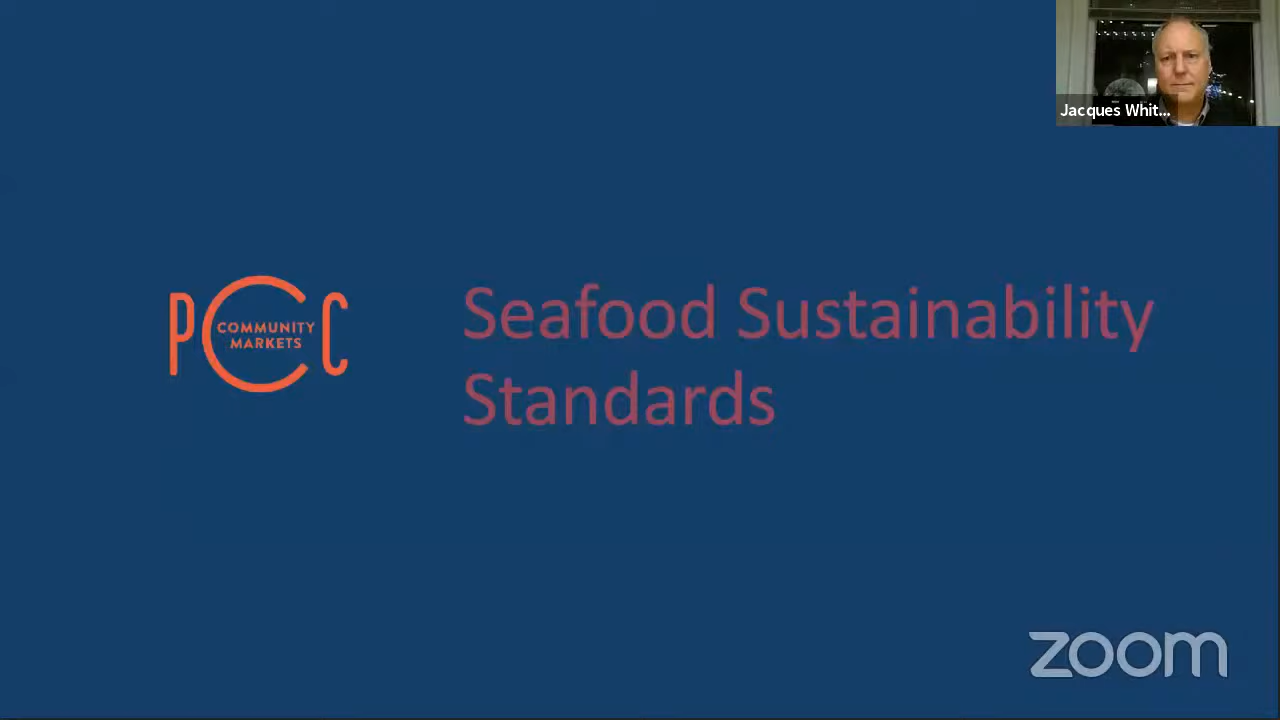 Jacques Whit...
PCC
COMMUNITY
MARKETS
Seafood Sustainability
Standards
zoom